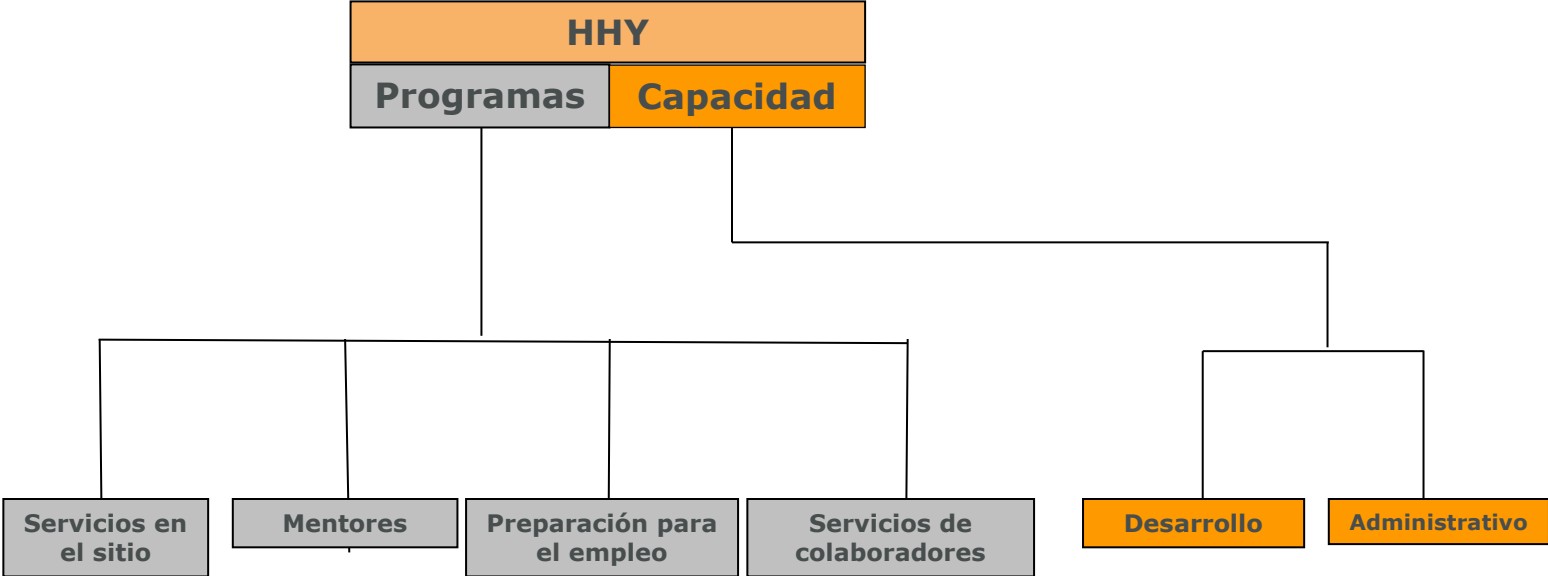 HHY
Programas
Capacidad
Servicios en
el sitio
Mentores
Preparación para
el empleo
Servicios de
colaboradores
Desarrollo
Administrativo